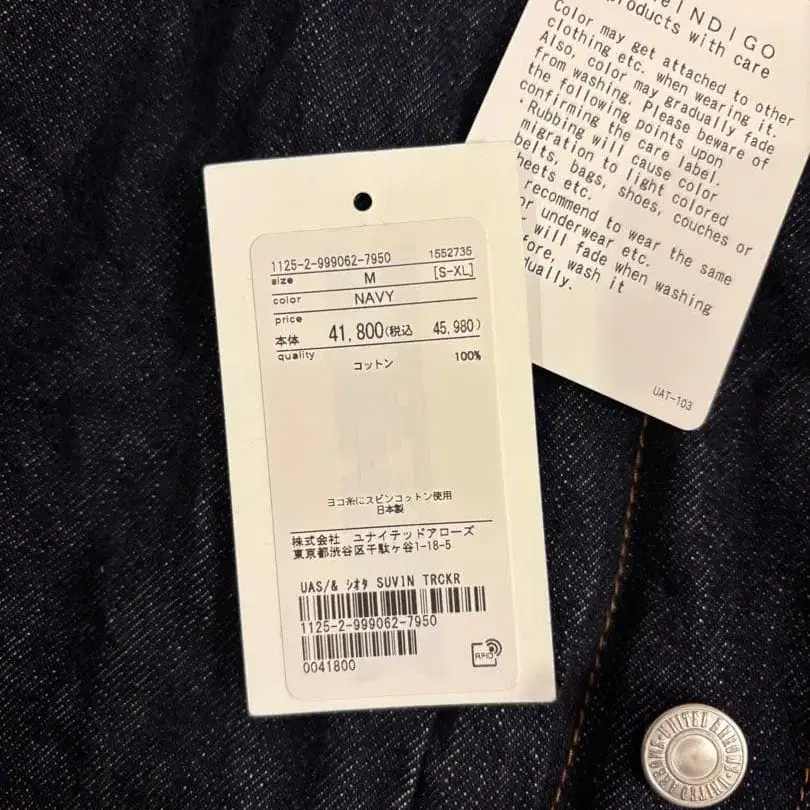 INDIGO
products with care
Color may get attached to other
clothing etc. when wearing it.
Also, color may gradually fade
from washing. Please beware of
the following points upon
confirming the care label.
・Rubbing will cause color
migration to light colored
belts, bags, shoes, couches or
sheets etc.
recommend to wear the same
or underwear etc.
will fade when washing
wash it
UAT-103
1125-2-999062-7950 1552735
size M [S-XL]
color NAVY
price
本体 41,800(税込 45,980)
quality
コットン 100%
ヨコ糸にスビンコットン使用
日本製
株式会社 ユナイテッドアローズ
東京都渋谷区千駄ヶ谷1-18-5
UAS/& シオタ SUVIN TRCKR
1125-2-999062-7950
0041800
RFID
UNITED ARROWS・UNITED ARROWS・